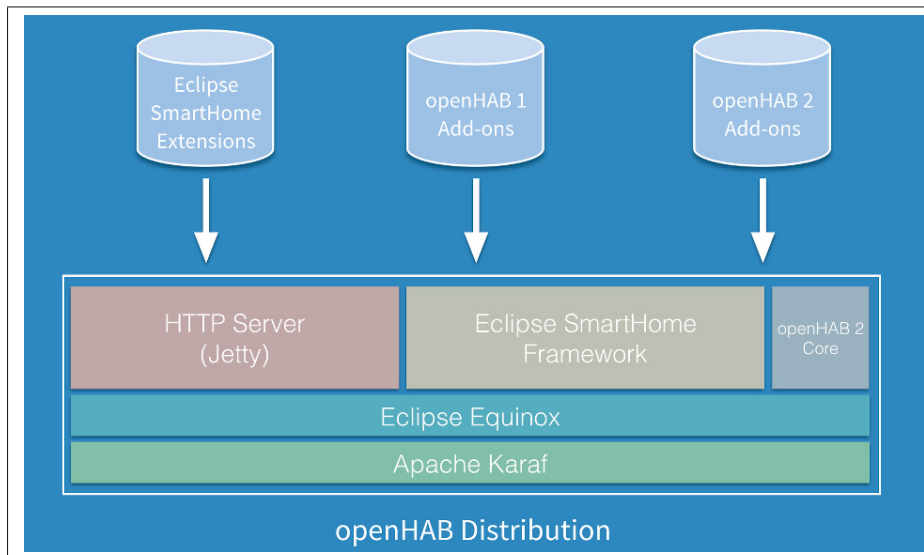 Eclipse
SmartHome
Extensions
openHAB 1
Add-ons
openHAB 2
Add-ons
HTTP Server
(Jetty)
Eclipse SmartHome
Framework
openHAB 2
Core
Eclipse Equinox
Apache Karaf
openHAB Distribution